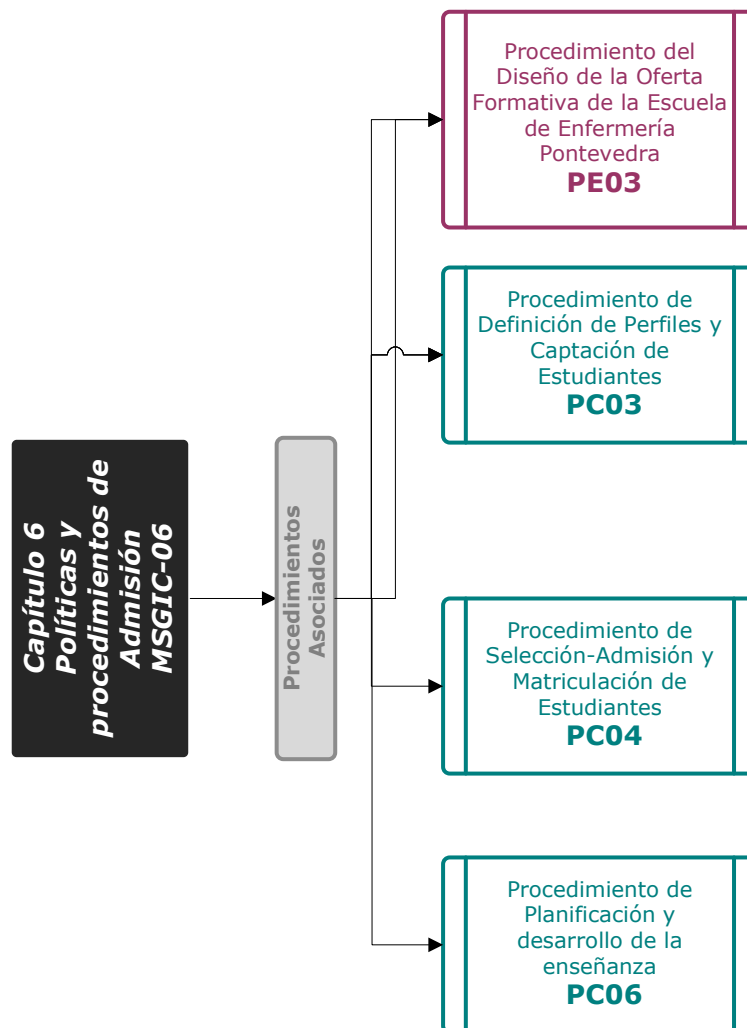 Capítulo 6
Políticas y
procedimientos de
Admisión
MSGIC-06
Procedimientos
Asociados
Procedimiento del
Diseño de la Oferta
Formativa de la Escuela
de Enfermería
Pontevedra
PE03
Procedimiento de
Definición de Perfiles y
Captación de
Estudiantes
PC03
Procedimiento de
Selección-Admisión y
Matriculación de
Estudiantes
PC04
Procedimiento de
Planificación y
desarrollo de la
enseñanza
PC06